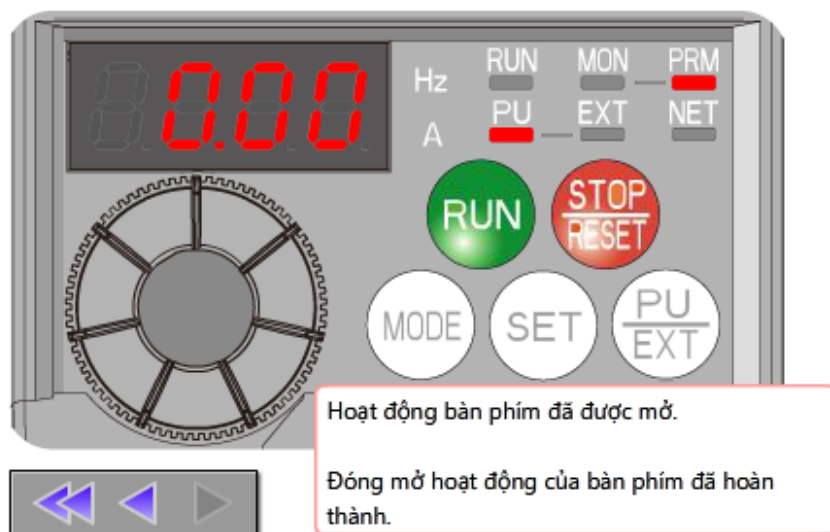 0.00
Hz RUN MON PRM
A PU EXT NET
RUN STOP
RESET
MODE SET PU
EXT
Hoạt động bàn phím đã được mở.
Đóng mở hoạt động của bàn phím đã hoàn
thành.